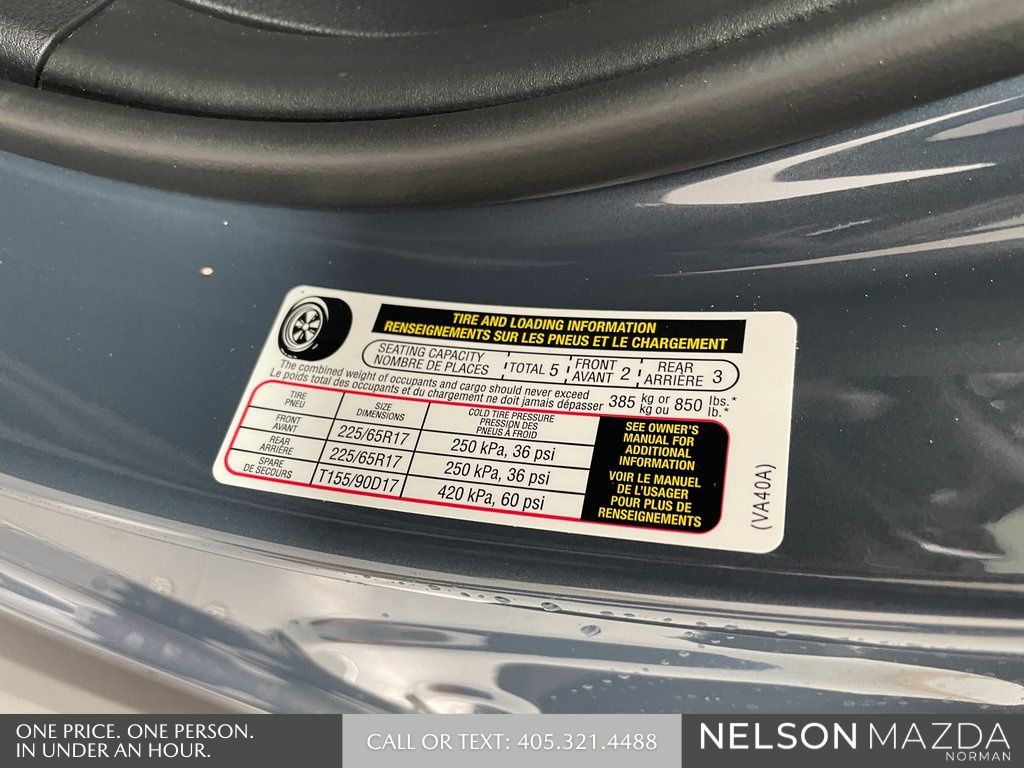 TIRE AND LOADING INFORMATION
RENSEIGNEMENTS SUR LES PNEUS ET LE CHARGEMENT
SEATING CAPACITY
NOMBRE DE PLACES
TOTAL 5
FRONT
AVANT 2
REAR
ARRIÈRE 3
The combined weight of occupants and cargo should never exceed
Le poids total des occupants et du chargement ne doit jamais dépasser
385 kg or 850 lbs.*
kg ou lb.*
TIRE
PNEU
SIZE
DIMENSIONS
COLD TIRE PRESSURE
PRESSION DES
PNEUS À FROID
FRONT
AVANT
225/65R17
250 kPa, 36 psi
REAR
ARRIÈRE
225/65R17
250 kPa, 36 psi
SPARE
DE SECOURS
T155/90D17
420 kPa, 60 psi
SEE OWNER'S
MANUAL FOR
ADDITIONAL
INFORMATION
VOIR LE MANUEL
DE L'USAGER
POUR PLUS DE
RENSEIGNEMENTS
(VA40A)
ONE PRICE. ONE PERSON.
IN UNDER AN HOUR.
CALL OR TEXT: 405.321.4488
NELSON MAZDA
NORMAN